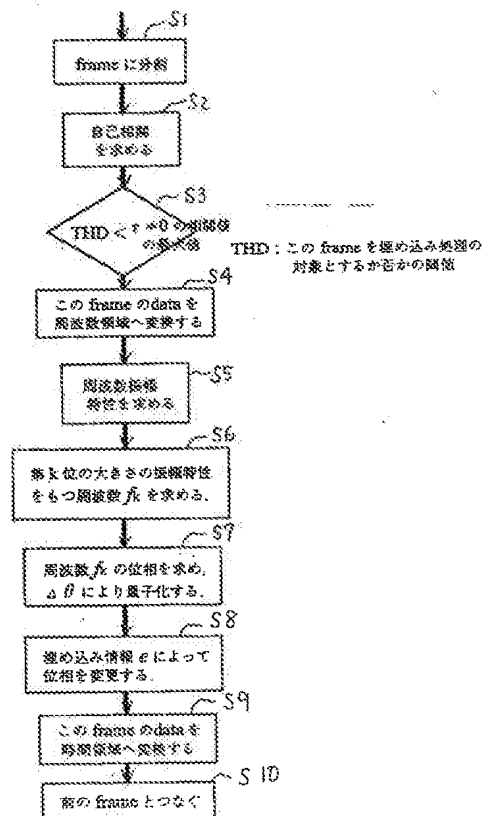 S1
frame に分割
S2
自己相関
を求める
S3
THD < τ≠0 の相関値
の最大値
THD : この frame を埋め込み処理の
対象とするか否かの閾値
S4
この frame のdata を
周波数領域へ変換する
S5
周波数振幅
特性を求める
S6
第 k 位の大きさの振幅特性
をもつ周波数 fk を求める.
S7
周波数 fk の位相を求め,
Δ θ により量子化する.
S8
埋め込み情報 e によって
位相を変更する.
S9
この frame のdata を
時間領域へ変換する
S 10
前の frame とつなぐ